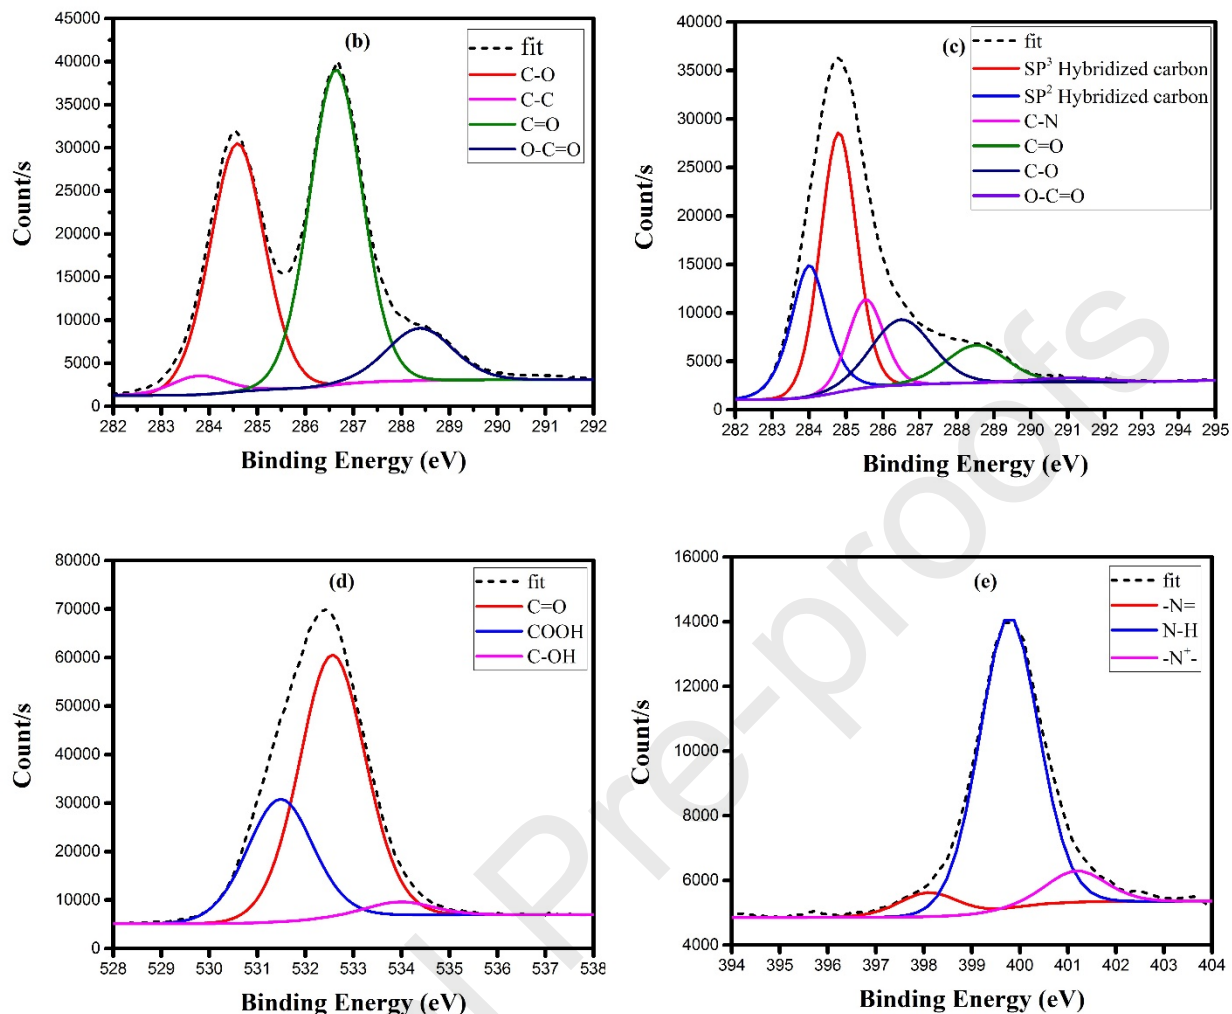 (b)
fit
C-O
C-C
C=O
O-C=O
45000
40000
35000
30000
25000
20000
15000
10000
5000
0
282 283 284 285 286 287 288 289 290 291 292
Count/s
Binding Energy (eV)
(c)
fit
SP³ Hybridized carbon
SP² Hybridized carbon
C-N
C=O
C-O
O-C=O
40000
35000
30000
25000
20000
15000
10000
5000
0
282 283 284 285 286 287 288 289 290 291 292 293 294 295
Count/s
Binding Energy (eV)
(d)
fit
C=O
COOH
C-OH
80000
70000
60000
50000
40000
30000
20000
10000
0
528 529 530 531 532 533 534 535 536 537 538
Count/s
Binding Energy (eV)
(e)
fit
-N=
N-H
-N⁺-
16000
14000
12000
10000
8000
6000
4000
394 395 396 397 398 399 400 401 402 403 404
Count/s
Binding Energy (eV)
Pre-proofs